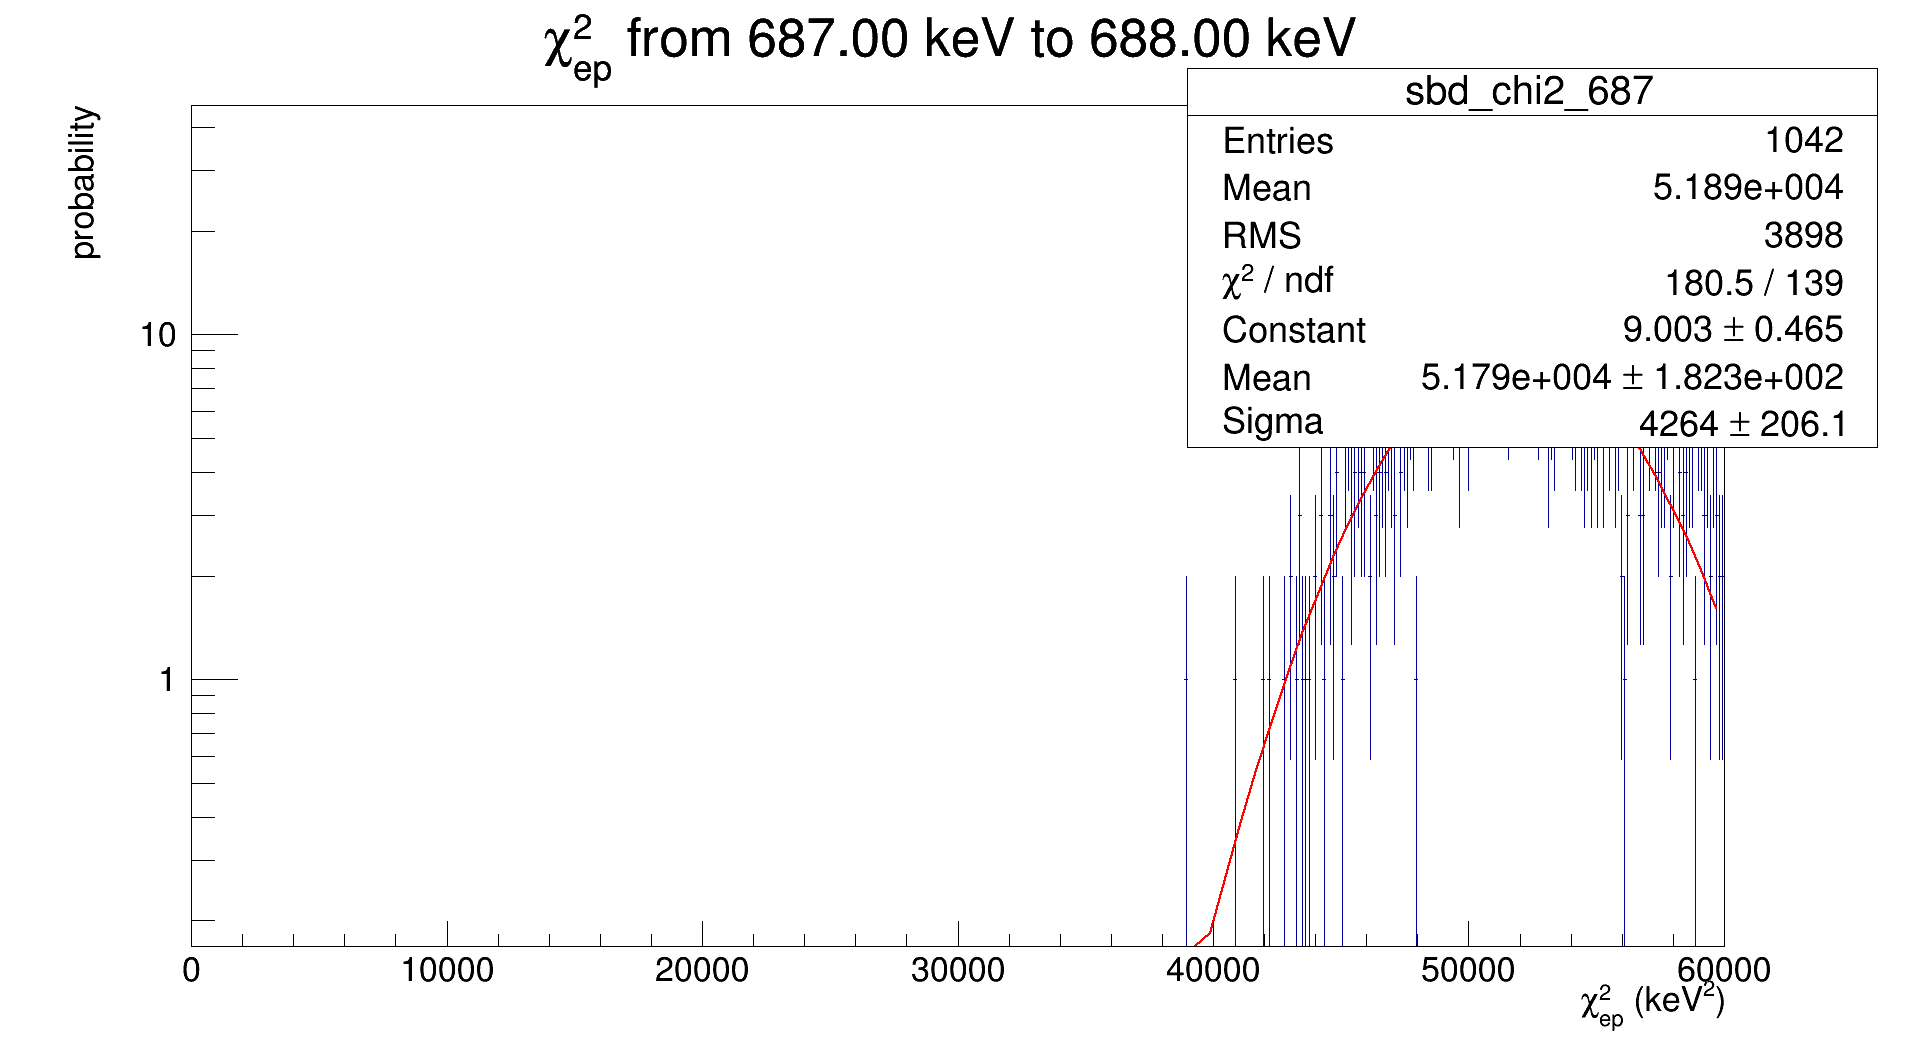 χ²ep from 687.00 keV to 688.00 keV
sbd_chi2_687
Entries 1042
Mean 5.189e+004
RMS 3898
χ² / ndf 180.5 / 139
Constant 9.003 ± 0.465
Mean 5.179e+004 ± 1.823e+002
Sigma 4264 ± 206.1
probability
10
1
0 10000 20000 30000 40000 50000 60000
χ²ep (keV²)